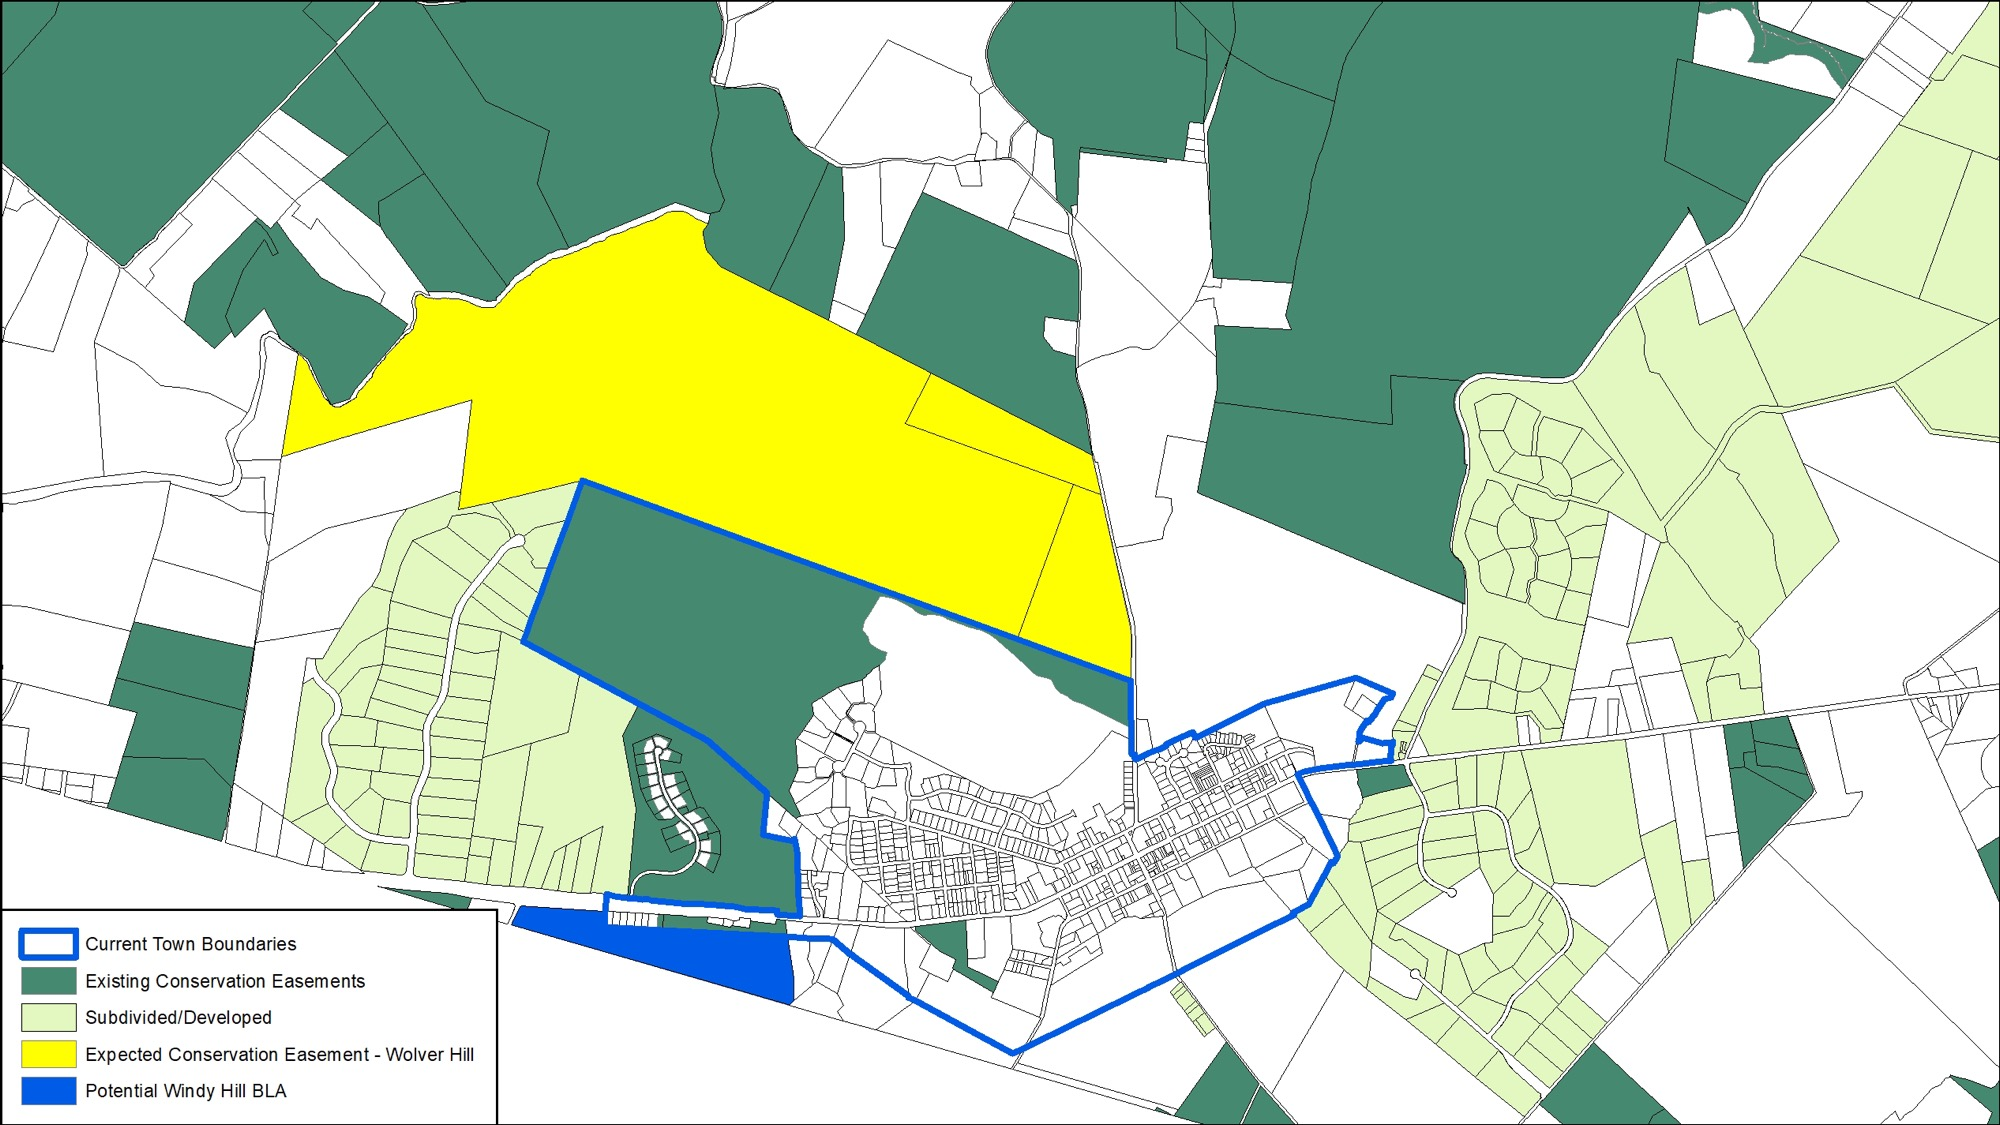 Current Town Boundaries
Existing Conservation Easements
Subdivided/Developed
Expected Conservation Easement - Wolver Hill
Potential Windy Hill BLA